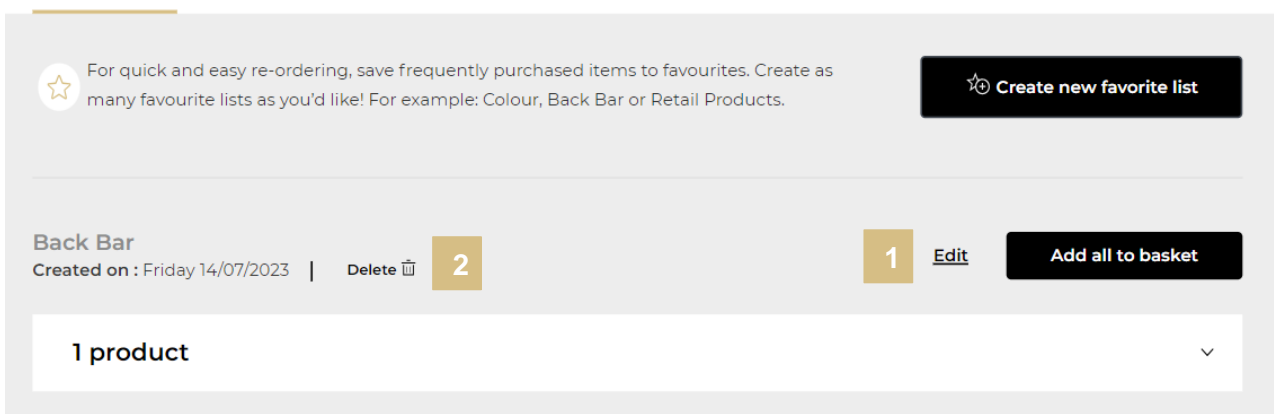 For quick and easy re-ordering, save frequently purchased items to favourites. Create as
many favourite lists as you'd like! For example: Colour, Back Bar or Retail Products.
Create new favorite list
Back Bar
Created on : Friday 14/07/2023 | Delete
2
1
Edit
Add all to basket
1 product